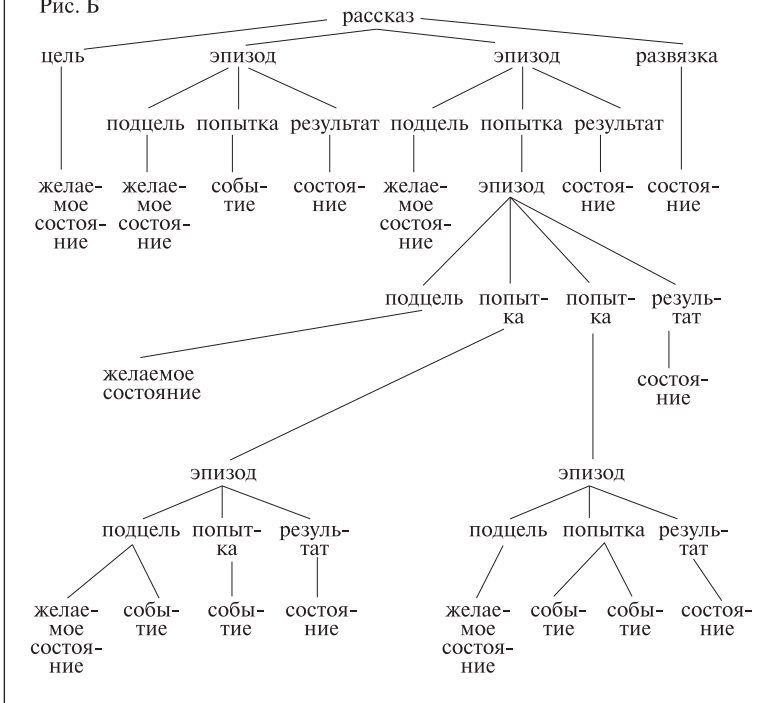 Рис. Б
рассказ
цель эпизод эпизод развязка
подцель попытка результат подцель попытка результат
желае- желае- собы- состоя- желае- эпизод состоя- состоя-
мое мое тие ние мое ние ние
состоя- состоя- состоя-
ние ние ние
подцель попыт- попыт- резуль-
ка ка тат
желаемое
состояние
состоя-
ние
эпизод эпизод
подцель попыт- резуль- подцель попытка резуль-
ка тат тат
желае- собы- собы- состоя- желае- собы- собы- состоя-
мое тие тие ние мое тие тие ние
состоя- состоя-
ние ние